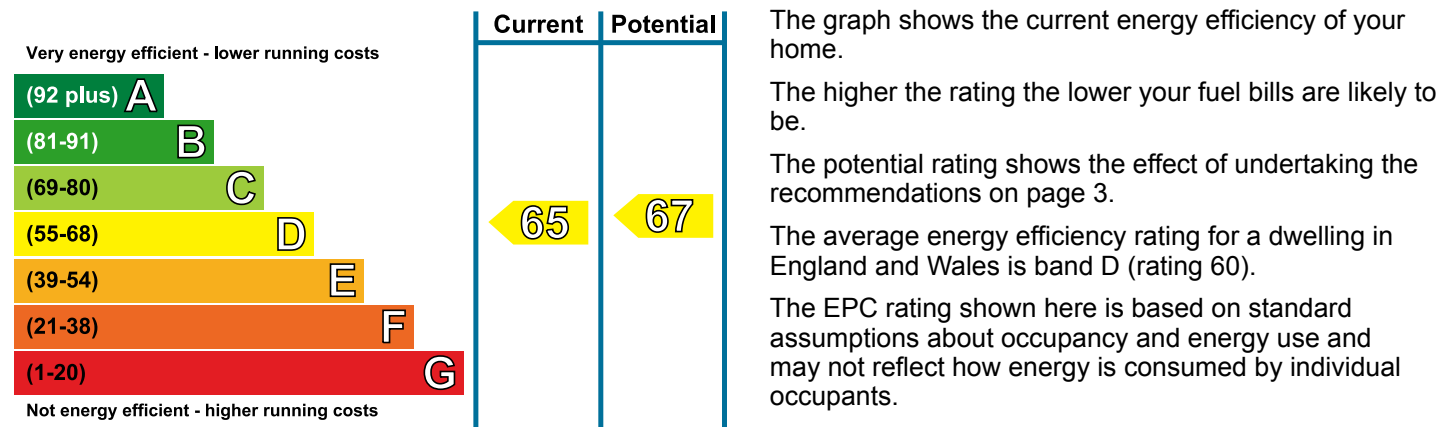 Current Potential
Very energy efficient - lower running costs
(92 plus) A
(81-91) B
(69-80) C
(55-68) D
(39-54) E
(21-38) F
(1-20) G
65 67
Not energy efficient - higher running costs
The graph shows the current energy efficiency of your
home.
The higher the rating the lower your fuel bills are likely to
be.
The potential rating shows the effect of undertaking the
recommendations on page 3.
The average energy efficiency rating for a dwelling in
England and Wales is band D (rating 60).
The EPC rating shown here is based on standard
assumptions about occupancy and energy use and
may not reflect how energy is consumed by individual
occupants.